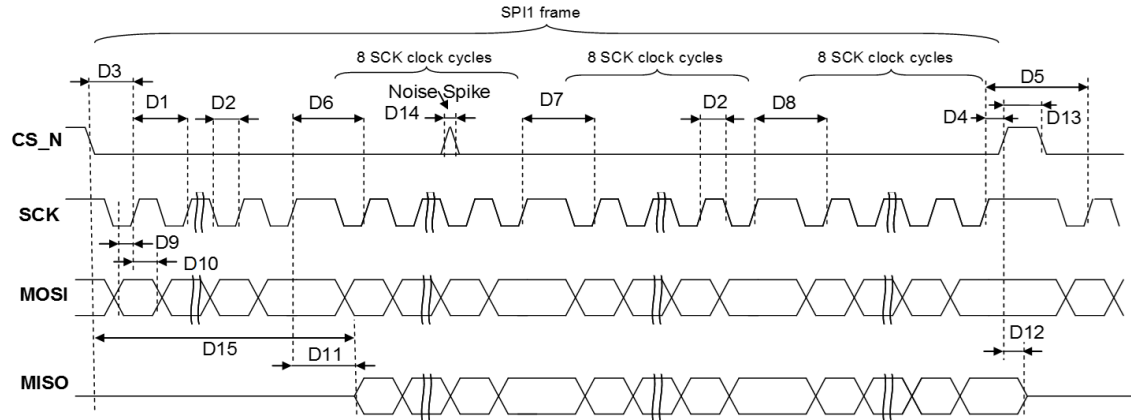 SPI1 frame
8 SCK clock cycles 8 SCK clock cycles 8 SCK clock cycles
D3 D5
D1 D2 D6 Noise Spike D7 D2 D8
D14 D4 D13
CS_N
SCK
D9
D10
MOSI
D15 D11 D12
MISO